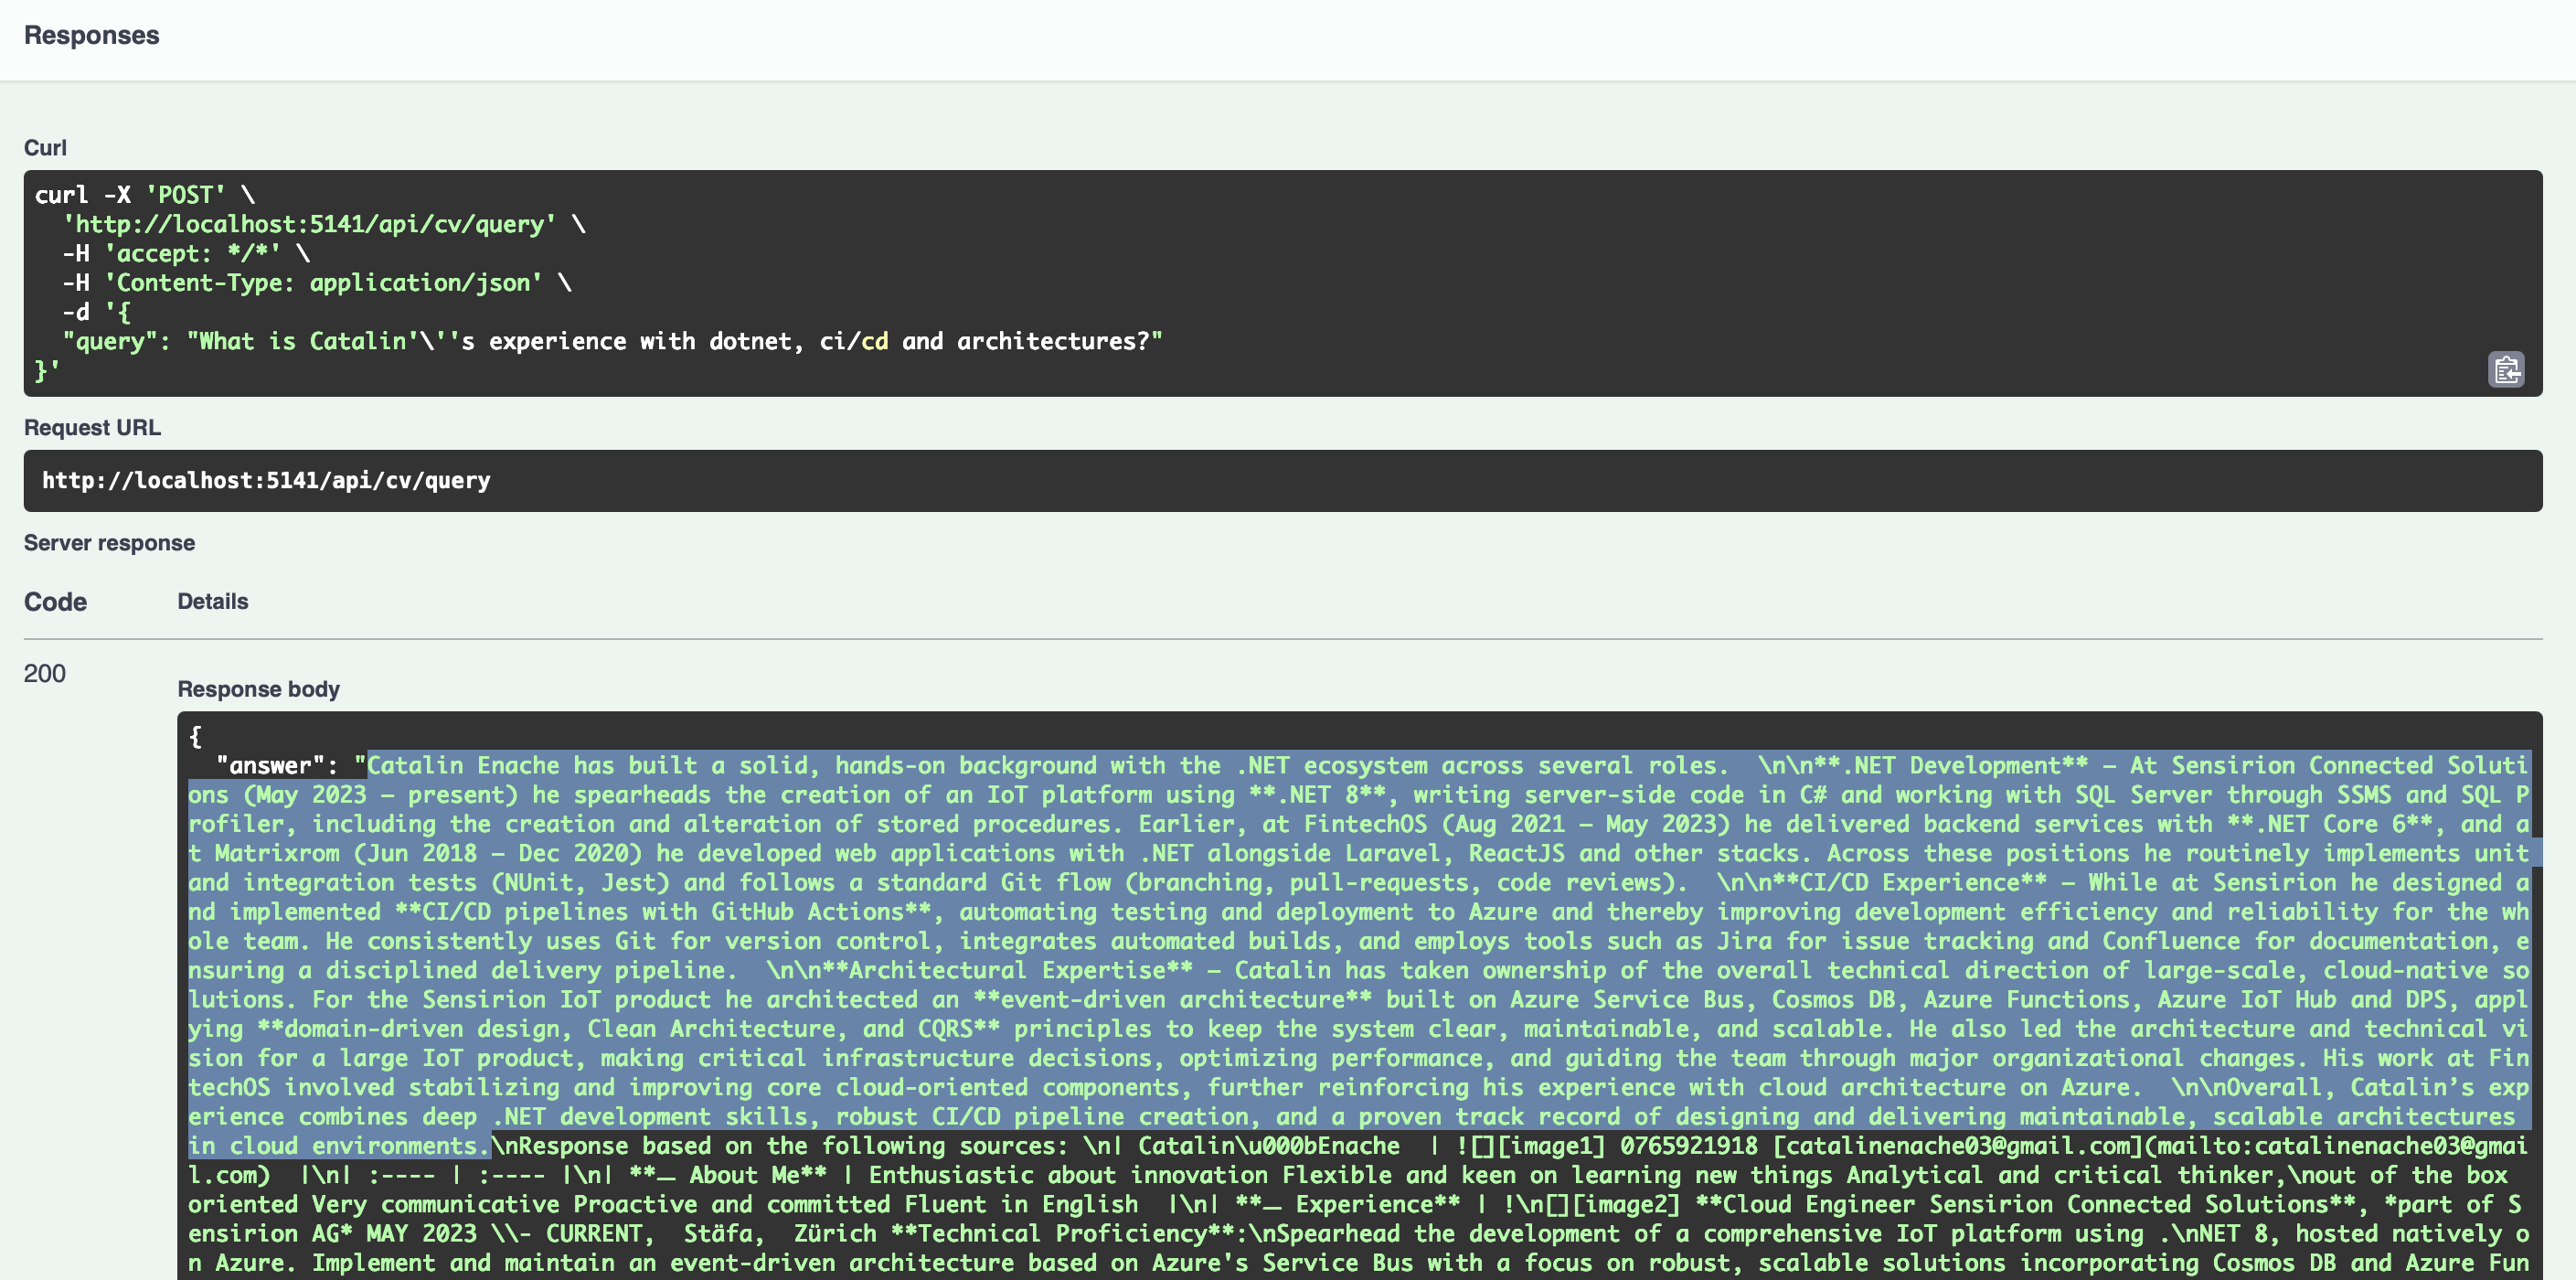 Responses
Curl
curl -X 'POST' \
  'http://localhost:5141/api/cv/query' \
  -H 'accept: */*' \
  -H 'Content-Type: application/json' \
  -d '{
  "query": "What is Catalin'\''s experience with dotnet, ci/cd and architectures?"
}'
Request URL
http://localhost:5141/api/cv/query
Server response
Code Details
200
Response body
{
  "answer": "Catalin Enache has built a solid, hands-on background with the .NET ecosystem across several roles.  \n\n**.NET Development** – At Sensirion Connected Soluti
ons (May 2023 – present) he spearheads the creation of an IoT platform using **.NET 8**, writing server-side code in C# and working with SQL Server through SSMS and SQL P
rofiler, including the creation and alteration of stored procedures. Earlier, at FintechOS (Aug 2021 – May 2023) he delivered backend services with **.NET Core 6**, and a
t Matrixrom (Jun 2018 – Dec 2020) he developed web applications with .NET alongside Laravel, ReactJS and other stacks. Across these positions he routinely implements unit
and integration tests (NUnit, Jest) and follows a standard Git flow (branching, pull-requests, code reviews).  \n\n**CI/CD Experience** – While at Sensirion he designed a
nd implemented **CI/CD pipelines with GitHub Actions**, automating testing and deployment to Azure and thereby improving development efficiency and reliability for the wh
ole team. He consistently uses Git for version control, integrates automated builds, and employs tools such as Jira for issue tracking and Confluence for documentation, e
nsuring a disciplined delivery pipeline.  \n\n**Architectural Expertise** – Catalin has taken ownership of the overall technical direction of large-scale, cloud-native so
lutions. For the Sensirion IoT product he architected an **event-driven architecture** built on Azure Service Bus, Cosmos DB, Azure Functions, Azure IoT Hub and DPS, appl
ying **domain-driven design, Clean Architecture, and CQRS** principles to keep the system clear, maintainable, and scalable. He also led the architecture and technical vi
sion for a large IoT product, making critical infrastructure decisions, optimizing performance, and guiding the team through major organizational changes. His work at Fin
techOS involved stabilizing and improving core cloud-oriented components, further reinforcing his experience with cloud architecture on Azure.  \n\nOverall, Catalin’s exp
erience combines deep .NET development skills, robust CI/CD pipeline creation, and a proven track record of designing and delivering maintainable, scalable architectures
in cloud environments.\nResponse based on the following sources: \n| Catalin\u000bEnache  | ![][image1] 0765921918 [catalinenache03@gmail.com](mailto:catalinenache03@gmai
l.com)  |\n| :---- | :---- |\n| **— About Me** | Enthusiastic about innovation Flexible and keen on learning new things Analytical and critical thinker,\nout of the box
oriented Very communicative Proactive and committed Fluent in English  |\n| **— Experience** | !\n[][image2] **Cloud Engineer Sensirion Connected Solutions**, *part of S
ensirion AG* MAY 2023 \\- CURRENT,  Stäfa,  Zürich **Technical Proficiency**:\nSpearhead the development of a comprehensive IoT platform using .\nNET 8, hosted natively o
n Azure. Implement and maintain an event-driven architecture based on Azure's Service Bus with a focus on robust, scalable solutions incorporating Cosmos DB and Azure Fun